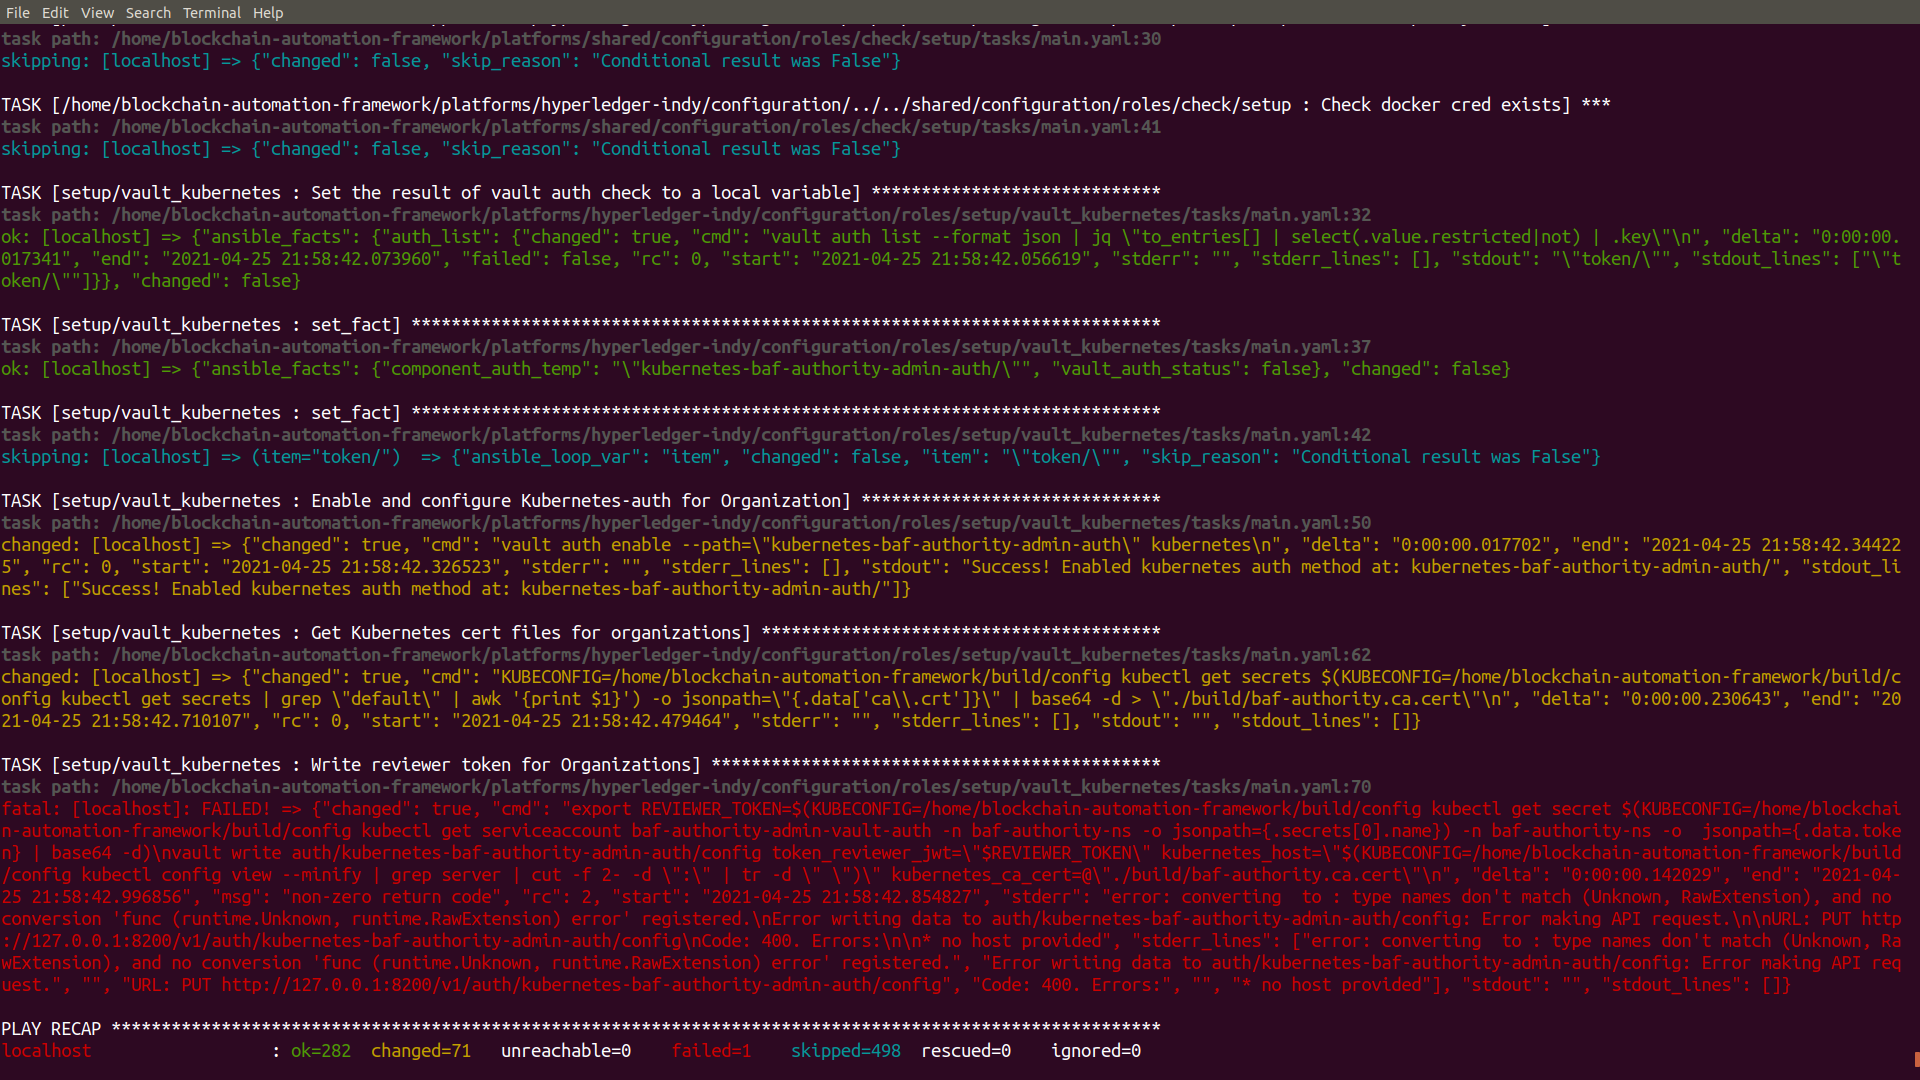 File Edit View Search Terminal Help
task path: /home/blockchain-automation-framework/platforms/shared/configuration/roles/check/setup/tasks/main.yaml:30
skipping: [localhost] => {"changed": false, "skip_reason": "Conditional result was False"}
TASK [/home/blockchain-automation-framework/platforms/hyperledger-indy/configuration/../../shared/configuration/roles/check/setup : Check docker cred exists] ***
task path: /home/blockchain-automation-framework/platforms/shared/configuration/roles/check/setup/tasks/main.yaml:41
skipping: [localhost] => {"changed": false, "skip_reason": "Conditional result was False"}
TASK [setup/vault_kubernetes : Set the result of vault auth check to a local variable] *****************************
task path: /home/blockchain-automation-framework/platforms/hyperledger-indy/configuration/roles/setup/vault_kubernetes/tasks/main.yaml:32
ok: [localhost] => {"ansible_facts": {"auth_list": {"changed": true, "cmd": "vault auth list --format json | jq \"to_entries[] | select(.value.restricted|not) | .key\"\n", "delta": "0:00:00.
017341", "end": "2021-04-25 21:58:42.073960", "failed": false, "rc": 0, "start": "2021-04-25 21:58:42.056619", "stderr": "", "stderr_lines": [], "stdout": "\"token/\"", "stdout_lines": ["\"t
oken/\""]}}, "changed": false}
TASK [setup/vault_kubernetes : set_fact] ***************************************************************************
task path: /home/blockchain-automation-framework/platforms/hyperledger-indy/configuration/roles/setup/vault_kubernetes/tasks/main.yaml:37
ok: [localhost] => {"ansible_facts": {"component_auth_temp": "\"kubernetes-baf-authority-admin-auth/\"", "vault_auth_status": false}, "changed": false}
TASK [setup/vault_kubernetes : set_fact] ***************************************************************************
task path: /home/blockchain-automation-framework/platforms/hyperledger-indy/configuration/roles/setup/vault_kubernetes/tasks/main.yaml:42
skipping: [localhost] => (item="token/")  => {"ansible_loop_var": "item", "changed": false, "item": "\"token/\"", "skip_reason": "Conditional result was False"}
TASK [setup/vault_kubernetes : Enable and configure Kubernetes-auth for Organization] ******************************
task path: /home/blockchain-automation-framework/platforms/hyperledger-indy/configuration/roles/setup/vault_kubernetes/tasks/main.yaml:50
changed: [localhost] => {"changed": true, "cmd": "vault auth enable --path=\"kubernetes-baf-authority-admin-auth\" kubernetes\n", "delta": "0:00:00.017702", "end": "2021-04-25 21:58:42.34422
5", "rc": 0, "start": "2021-04-25 21:58:42.326523", "stderr": "", "stderr_lines": [], "stdout": "Success! Enabled kubernetes auth method at: kubernetes-baf-authority-admin-auth/", "stdout_li
nes": ["Success! Enabled kubernetes auth method at: kubernetes-baf-authority-admin-auth/"]}
TASK [setup/vault_kubernetes : Get Kubernetes cert files for organizations] ****************************************
task path: /home/blockchain-automation-framework/platforms/hyperledger-indy/configuration/roles/setup/vault_kubernetes/tasks/main.yaml:62
changed: [localhost] => {"changed": true, "cmd": "KUBECONFIG=/home/blockchain-automation-framework/build/config kubectl get secrets $(KUBECONFIG=/home/blockchain-automation-framework/build/c
onfig kubectl get secrets | grep \"default\" | awk '{print $1}') -o jsonpath=\"{.data['ca\\.crt']}\" | base64 -d > \"./build/baf-authority.ca.cert\"\n", "delta": "0:00:00.230643", "end": "20
21-04-25 21:58:42.710107", "rc": 0, "start": "2021-04-25 21:58:42.479464", "stderr": "", "stderr_lines": [], "stdout": "", "stdout_lines": []}
TASK [setup/vault_kubernetes : Write reviewer token for Organizations] *********************************************
task path: /home/blockchain-automation-framework/platforms/hyperledger-indy/configuration/roles/setup/vault_kubernetes/tasks/main.yaml:70
fatal: [localhost]: FAILED! => {"changed": true, "cmd": "export REVIEWER_TOKEN=$(KUBECONFIG=/home/blockchain-automation-framework/build/config kubectl get secret $(KUBECONFIG=/home/blockchai
n-automation-framework/build/config kubectl get serviceaccount baf-authority-admin-vault-auth -n baf-authority-ns -o jsonpath={.secrets[0].name}) -n baf-authority-ns -o  jsonpath={.data.toke
n} | base64 -d)\nvault write auth/kubernetes-baf-authority-admin-auth/config token_reviewer_jwt=\"$REVIEWER_TOKEN\" kubernetes_host=\"$(KUBECONFIG=/home/blockchain-automation-framework/build
/config kubectl config view --minify | grep server | cut -f 2- -d \":\" | tr -d \" \")\" kubernetes_ca_cert=@\"./build/baf-authority.ca.cert\"\n", "delta": "0:00:00.142029", "end": "2021-04-
25 21:58:42.996856", "msg": "non-zero return code", "rc": 2, "start": "2021-04-25 21:58:42.854827", "stderr": "error: converting  to : type names don't match (Unknown, RawExtension), and no 
conversion 'func (runtime.Unknown, runtime.RawExtension) error' registered.\nError writing data to auth/kubernetes-baf-authority-admin-auth/config: Error making API request.\n\nURL: PUT http
://127.0.0.1:8200/v1/auth/kubernetes-baf-authority-admin-auth/config\nCode: 400. Errors:\n\n* no host provided", "stderr_lines": ["error: converting  to : type names don't match (Unknown, Ra
wExtension), and no conversion 'func (runtime.Unknown, runtime.RawExtension) error' registered.", "Error writing data to auth/kubernetes-baf-authority-admin-auth/config: Error making API req
uest.", "", "URL: PUT http://127.0.0.1:8200/v1/auth/kubernetes-baf-authority-admin-auth/config", "Code: 400. Errors:", "", "* no host provided"], "stdout": "", "stdout_lines": []}
PLAY RECAP *********************************************************************************************************
localhost                  : ok=282  changed=71   unreachable=0    failed=1    skipped=498  rescued=0    ignored=0